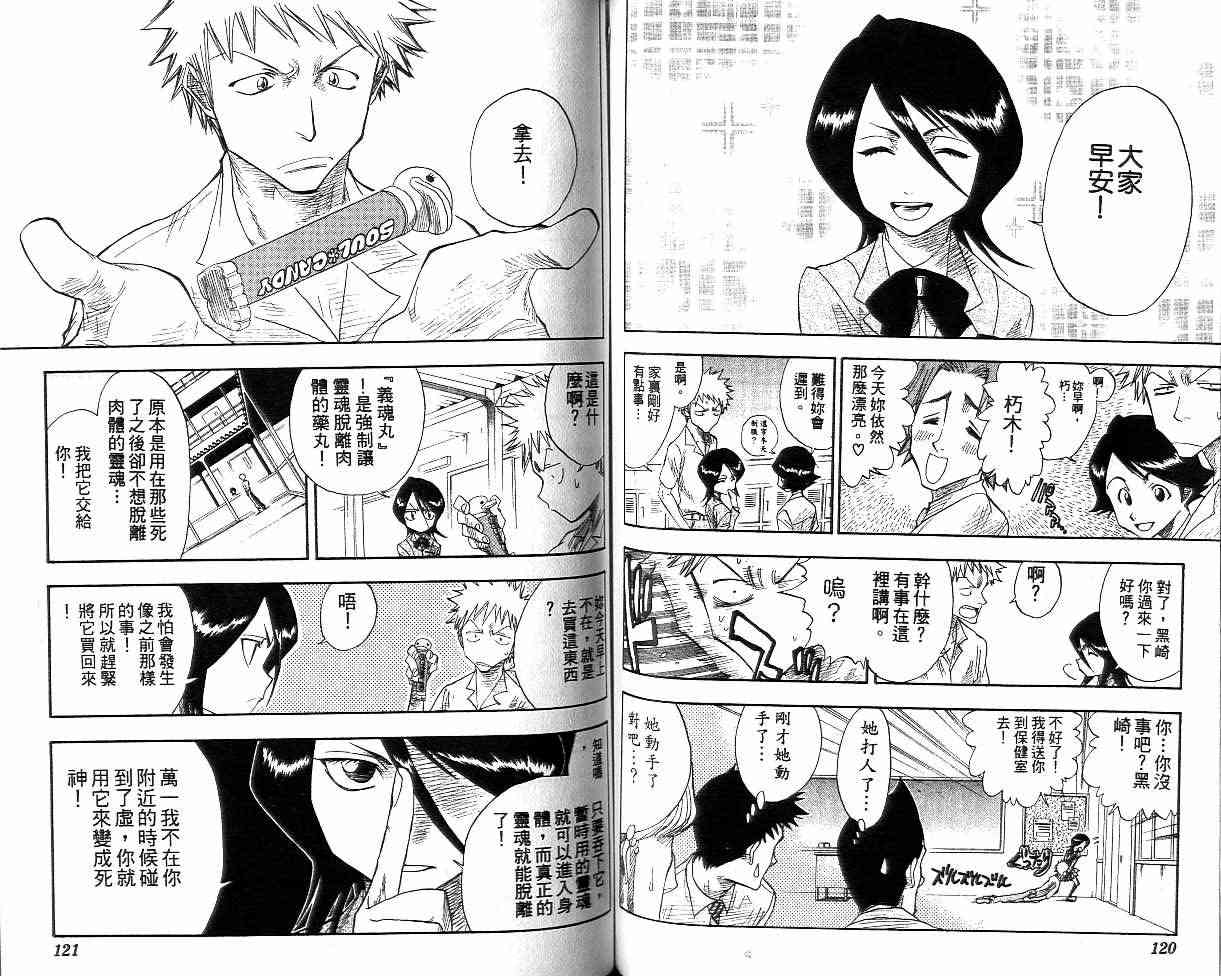 大家
早安！
啊！
妳早啊，
朽…
朽木！
今天妳依然
那麼漂亮。♡
難得妳會
遲到。
是啊。
家裏剛好
有點事…
對了，黑崎
你過來一下
好嗎？
啊？
幹什麼？
有事在這
裡講啊。
嗚？
你…你沒
事吧？黑
崎！
不好了！
我得送你
到保健室
去！
ズルズルズル
她打人了…
剛才她動
手了…
她動手了
對吧…？
120
拿去！
SOUL★CANDY
這是什
麼啊？
『義魂丸』
！是強制讓
靈魂脫離肉
體的藥丸！
原本是用在那些死
了之後卻不想脫離
肉體的靈魂…
我把它交給
你！
妳今天早上
不在，就是
去買這東西
？
唔！
我怕會發生
像之前那樣
的事！
所以就趕緊
將它買回來
！
知道嗎
，
只要吞下它，
暫時用的靈魂
就可以進入身
體，而真正的
靈魂就能脫離
了！
萬一我不在你
附近的時候碰
到了虛，你就
用它來變成死
神！
121